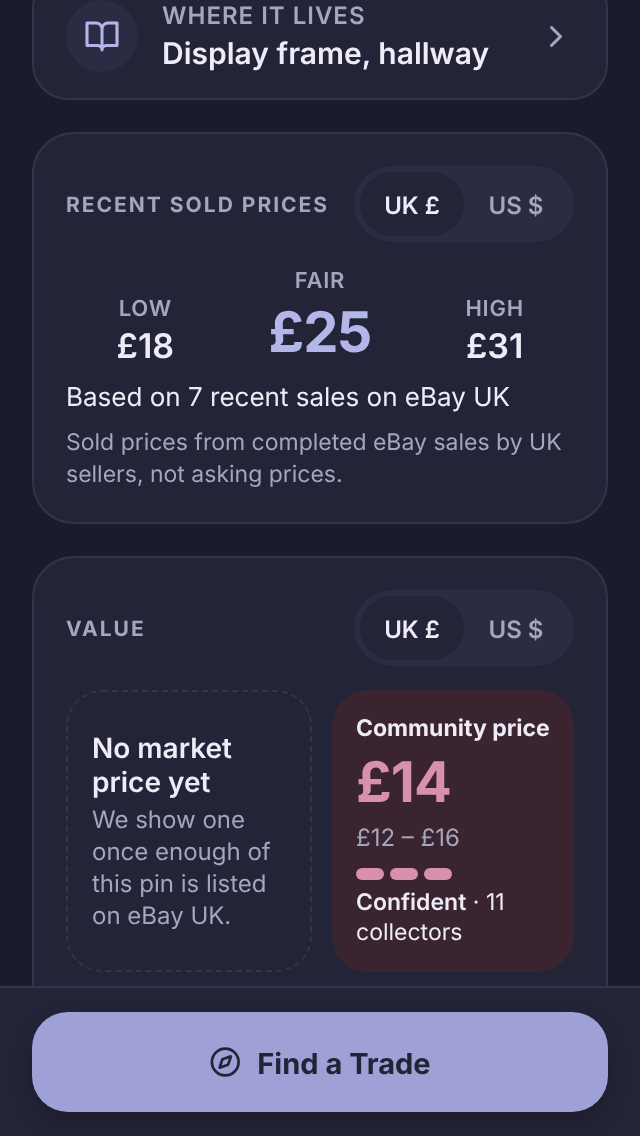 WHERE IT LIVES
Display frame, hallway
RECENT SOLD PRICES
UK £
US $
FAIR
LOW
HIGH
£25
£18
£31
Based on 7 recent sales on eBay UK
Sold prices from completed eBay sales by UK
sellers, not asking prices.
VALUE
UK £
US $
No market
price yet
We show one
once enough of
this pin is listed
on eBay UK.
Community price
£14
£12 – £16
Confident · 11
collectors
Find a Trade